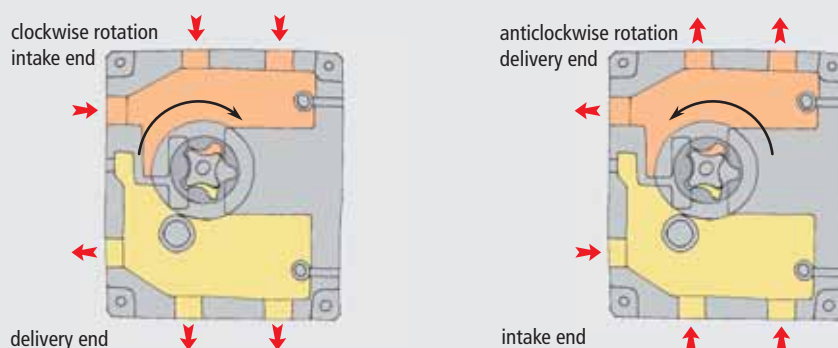 clockwise rotation
intake end
delivery end
anticlockwise rotation
delivery end
intake end